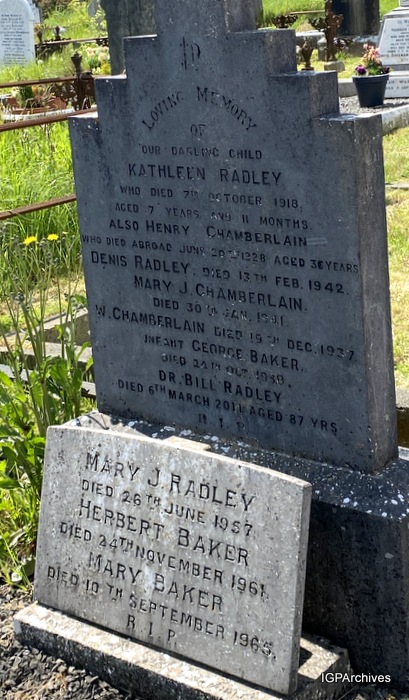 IN
LOVING MEMORY
OF
OUR DARLING CHILD
KATHLEEN RADLEY
WHO DIED 7TH OCTOBER 1918,
AGED 7 YEARS AND 11 MONTHS.
ALSO HENRY CHAMBERLAIN
WHO DIED ABROAD JUNE 20TH 1928 AGED 36 YEARS
DENIS RADLEY, DIED 13TH FEB. 1942.
MARY J. CHAMBERLAIN.
DIED 30TH JAN.
W. CHAMBERLAIN DIED 19TH DEC. 1937
INFANT GEORGE BAKER.
DIED 24TH OCT.
DR. BILL RADLEY
DIED 6TH MARCH 2011 AGED 87 YRS
R I P
MARY J RADLEY
DIED 26TH JUNE 1957.
HERBERT BAKER
DIED 24TH NOVEMBER 1961.
MARY BAKER
DIED 10TH SEPTEMBER 1965.
R I P
IGPArchives